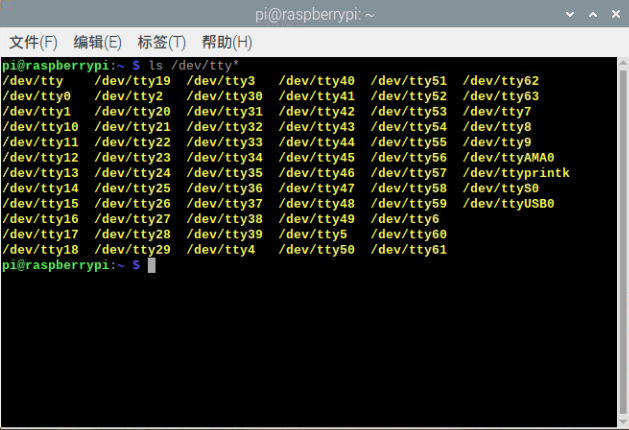 pi@raspberrypi: ~
文件(F) 编辑(E) 标签(T) 帮助(H)
pi@raspberrypi:~ $ ls /dev/tty*
/dev/tty /dev/tty19 /dev/tty3 /dev/tty40 /dev/tty51 /dev/tty62
/dev/tty0 /dev/tty2 /dev/tty30 /dev/tty41 /dev/tty52 /dev/tty63
/dev/tty1 /dev/tty20 /dev/tty31 /dev/tty42 /dev/tty53 /dev/tty7
/dev/tty10 /dev/tty21 /dev/tty32 /dev/tty43 /dev/tty54 /dev/tty8
/dev/tty11 /dev/tty22 /dev/tty33 /dev/tty44 /dev/tty55 /dev/tty9
/dev/tty12 /dev/tty23 /dev/tty34 /dev/tty45 /dev/tty56 /dev/ttyAMA0
/dev/tty13 /dev/tty24 /dev/tty35 /dev/tty46 /dev/tty57 /dev/ttyprintk
/dev/tty14 /dev/tty25 /dev/tty36 /dev/tty47 /dev/tty58 /dev/ttyS0
/dev/tty15 /dev/tty26 /dev/tty37 /dev/tty48 /dev/tty59 /dev/ttyUSB0
/dev/tty16 /dev/tty27 /dev/tty38 /dev/tty49 /dev/tty6
/dev/tty17 /dev/tty28 /dev/tty39 /dev/tty5 /dev/tty60
/dev/tty18 /dev/tty29 /dev/tty4 /dev/tty50 /dev/tty61
pi@raspberrypi:~ $